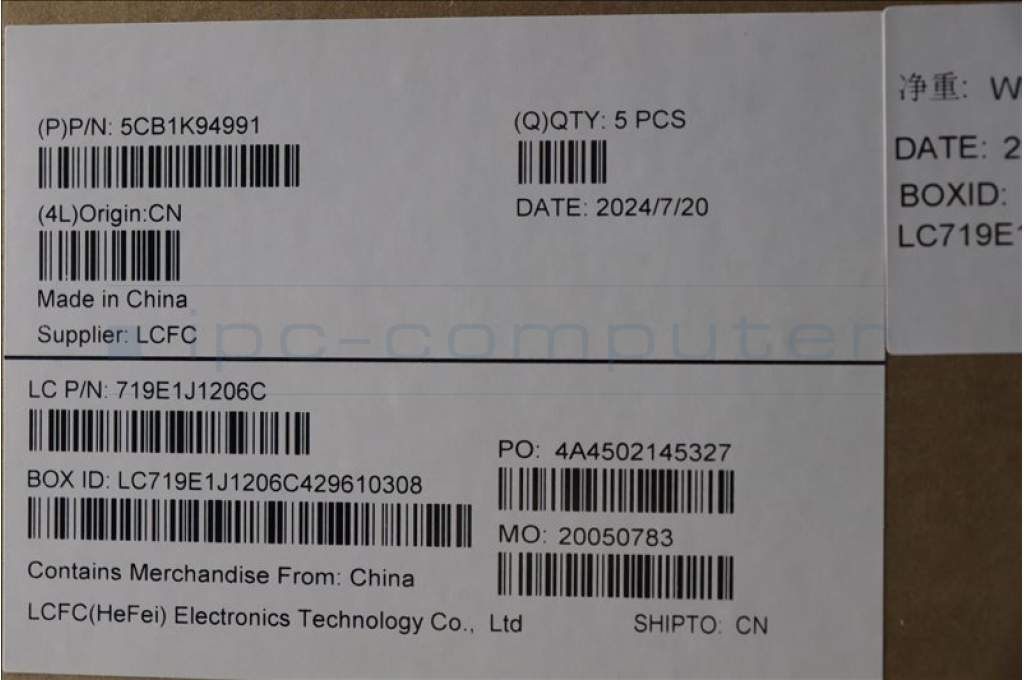 (P)P/N: 5CB1K94991
(4L)Origin:CN
Made in China
Supplier: LCFC
(Q)QTY: 5 PCS
DATE: 2024/7/20
ipc-computer
LC P/N: 719E1J1206C
BOX ID: LC719E1J1206C429610308
Contains Merchandise From: China
LCFC(HeFei) Electronics Technology Co., Ltd
PO: 4A4502145327
MO: 20050783
SHIPTO: CN
净重: W
DATE: 2
BOXID:
LC719E1